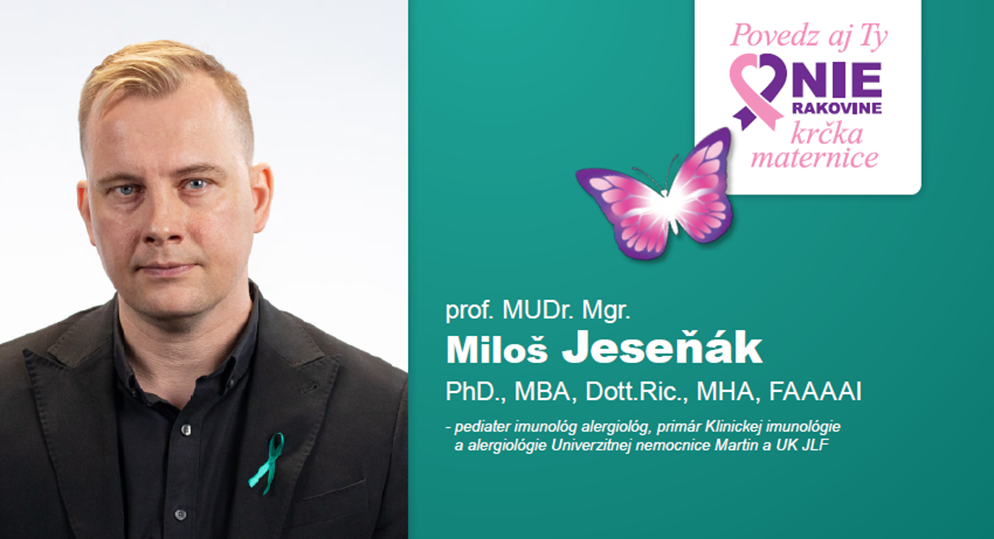 Povedz aj Ty
NIE
RAKOVINE
krčka
maternice
prof. MUDr. Mgr.
Miloš Jeseňák
PhD., MBA, Dott.Ric., MHA, FAAAAI
- pediater imunológ alergiológ, primár Klinickej imunológie
a alergiológie Univerzitnej nemocnice Martin a UK JLF